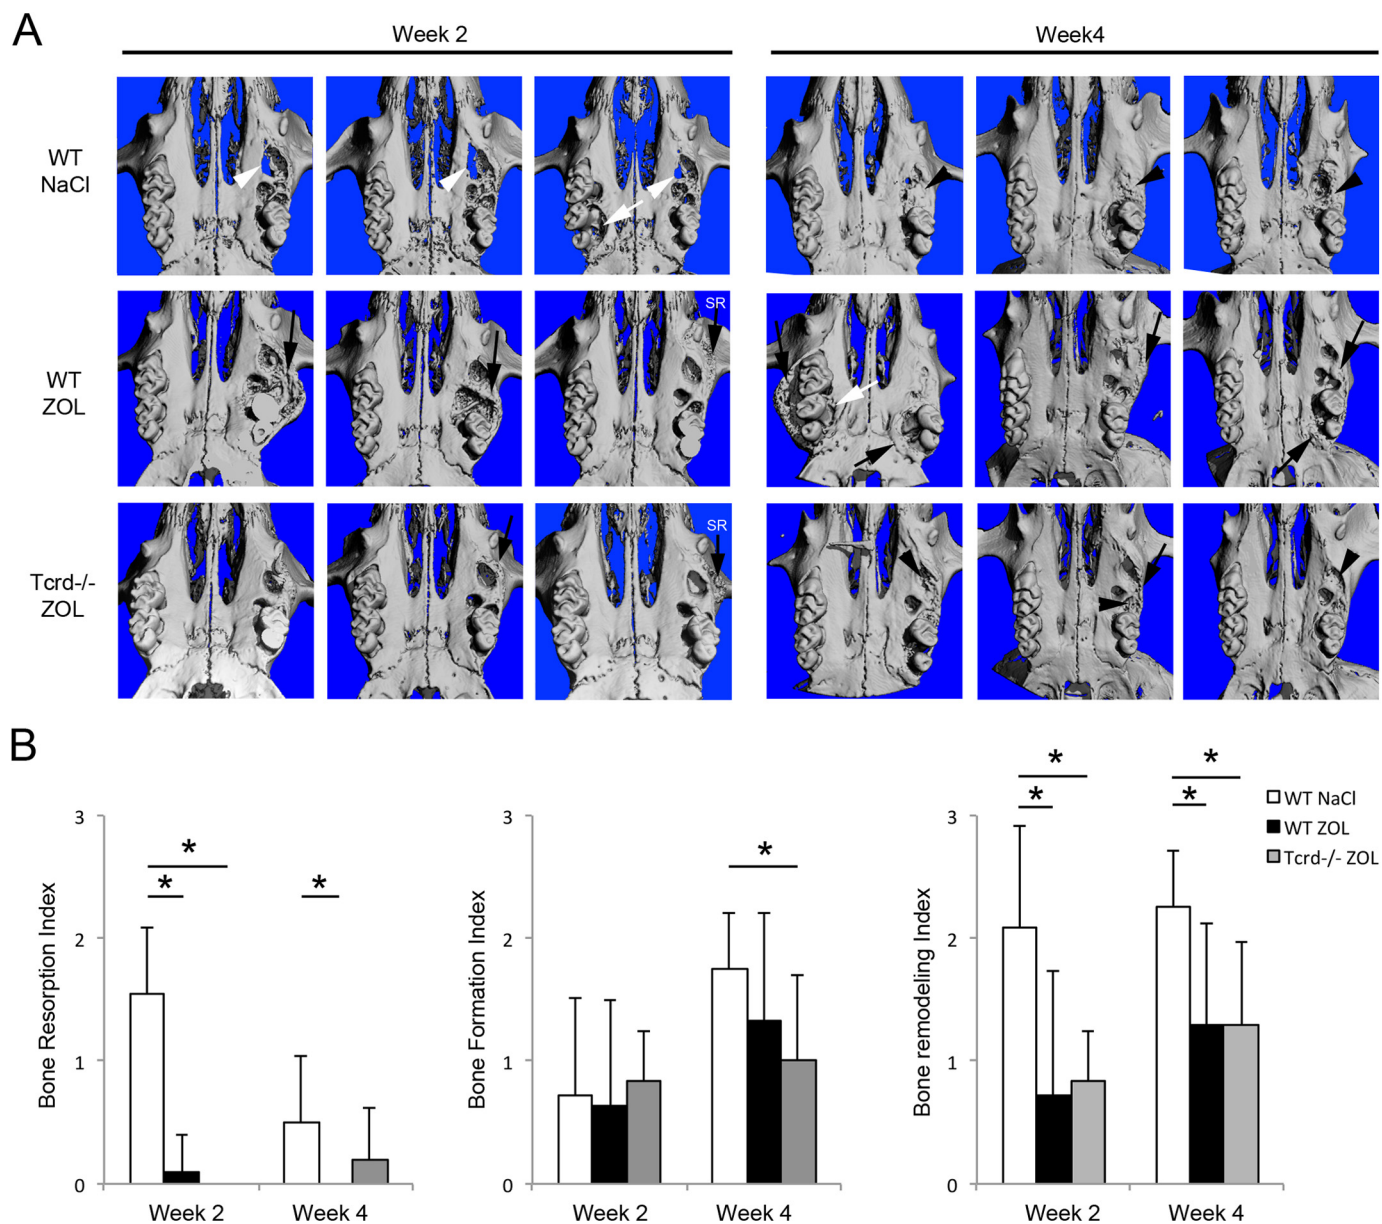 A
Week 2
Week4
WT
NaCl
WT
ZOL
SR
Tcrd-/-
ZOL
SR
B
Bone Resorption Index
3
2
1
0
*
*
*
Week 2
Week 4
Bone Formation Index
3
2
1
0
*
Week 2
Week 4
Bone remodeling Index
3
2
1
0
*
*
*
*
Week 2
Week 4
WT NaCl
WT ZOL
Tcrd-/- ZOL